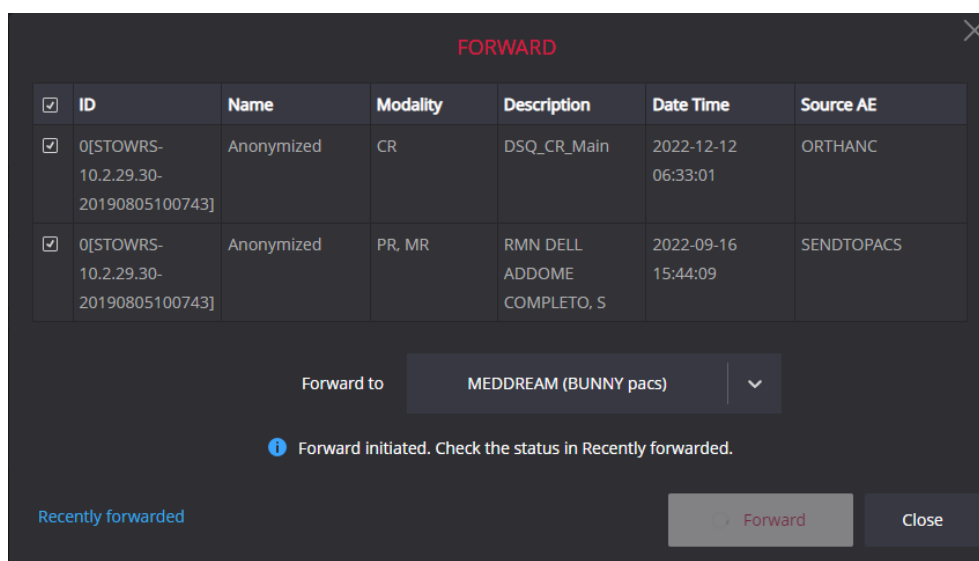 FORWARD
ID Name Modality Description Date Time Source AE
0[STOWRS- Anonymized CR DSQ_CR_Main 2022-12-12 ORTHANC
10.2.29.30- 06:33:01
20190805100743]
0[STOWRS- Anonymized PR, MR RMN DELL 2022-09-16 SENDTOPACS
10.2.29.30- ADDOME 15:44:09
20190805100743] COMPLETO, S
Forward to MEDDREAM (BUNNY pacs)
Forward initiated. Check the status in Recently forwarded.
Recently forwarded Forward Close